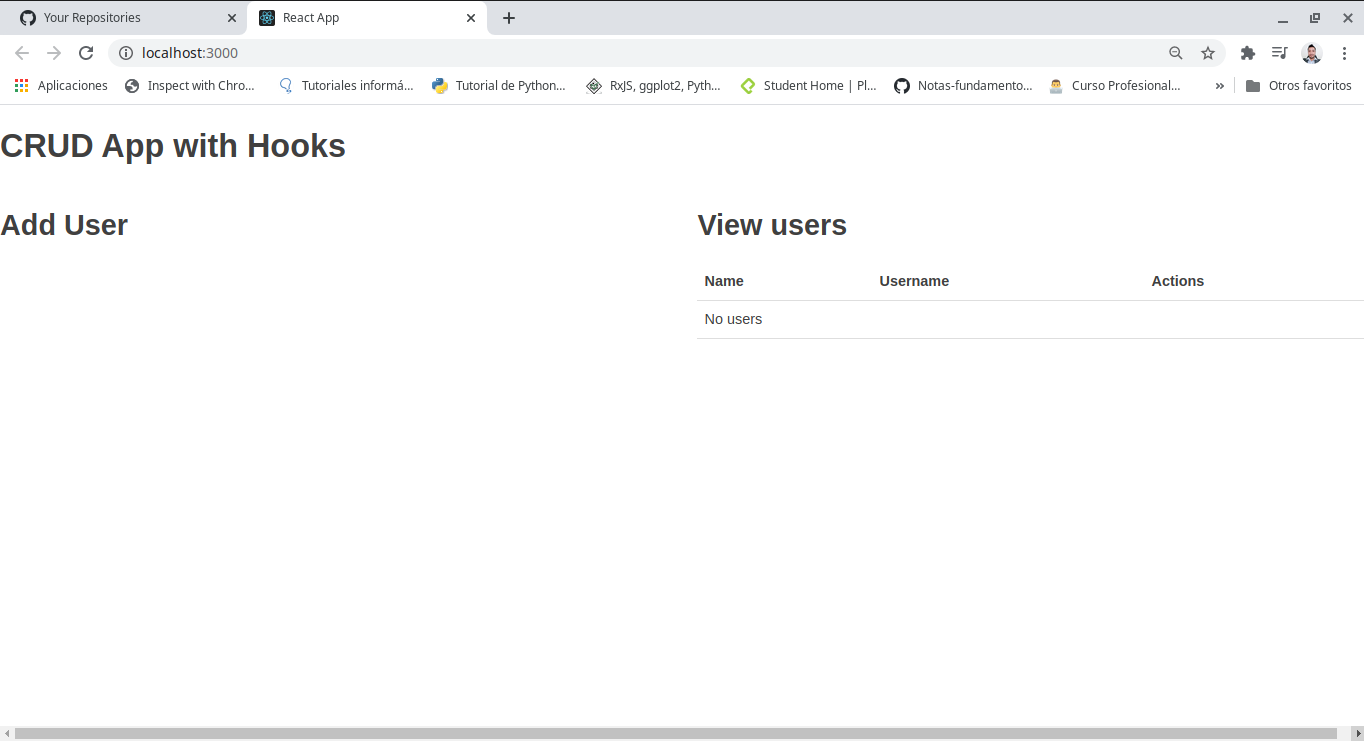 Your Repositories
React App
localhost:3000
Aplicaciones
Inspect with Chro...
Tutoriales informá...
Tutorial de Python...
RxJS, ggplot2, Pyth...
Student Home | Pl...
Notas-fundamento...
Curso Profesional...
Otros favoritos
CRUD App with Hooks
Add User
View users
Name Username Actions
No users